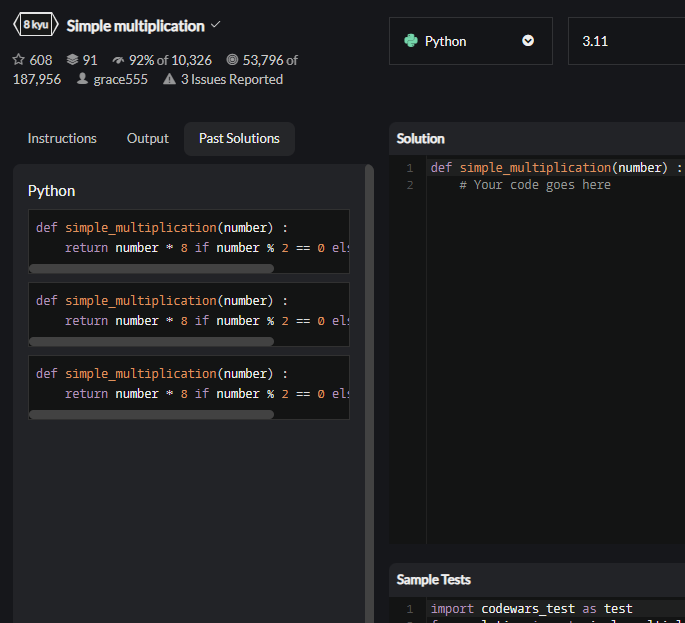 8 kyu Simple multiplication
608 91 92% of 10,326 53,796 of
187,956 grace555 3 Issues Reported
Python 3.11
Instructions Output Past Solutions
Python
def simple_multiplication(number) :
return number * 8 if number % 2 == 0 els
def simple_multiplication(number) :
return number * 8 if number % 2 == 0 els
def simple_multiplication(number) :
return number * 8 if number % 2 == 0 els
Solution
1 def simple_multiplication(number) :
2 # Your code goes here
Sample Tests
1 import codewars_test as test